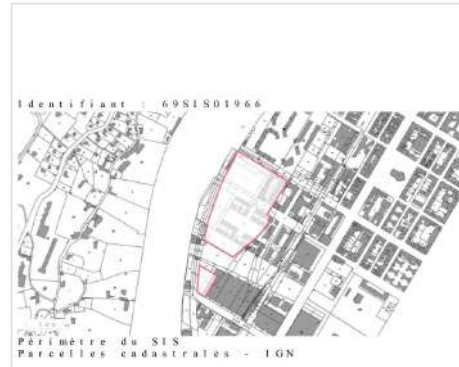 Identifiant : 69SIS01966
Périmètre du SIS
Parcelles cadastrales - IGN